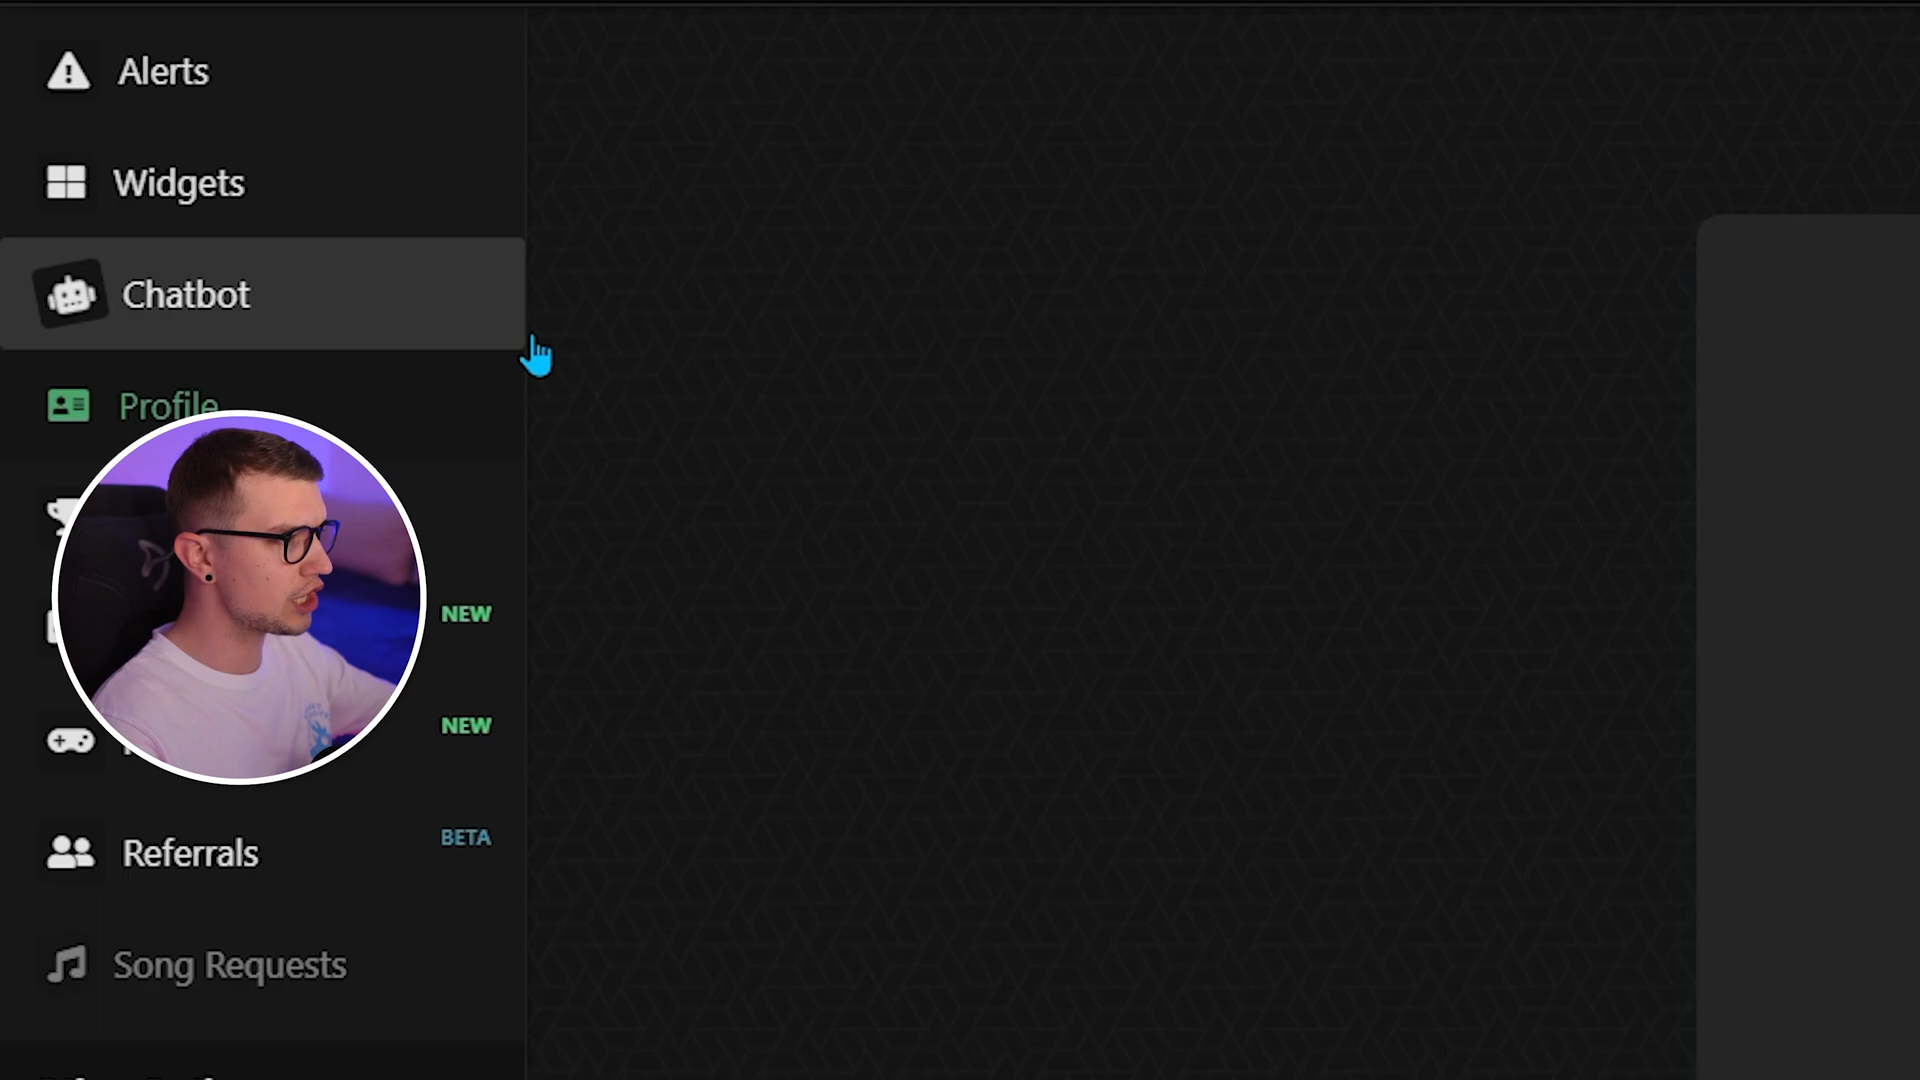 Alerts
Widgets
Chatbot
Profile
NEW
NEW
Referrals
BETA
Song Requests